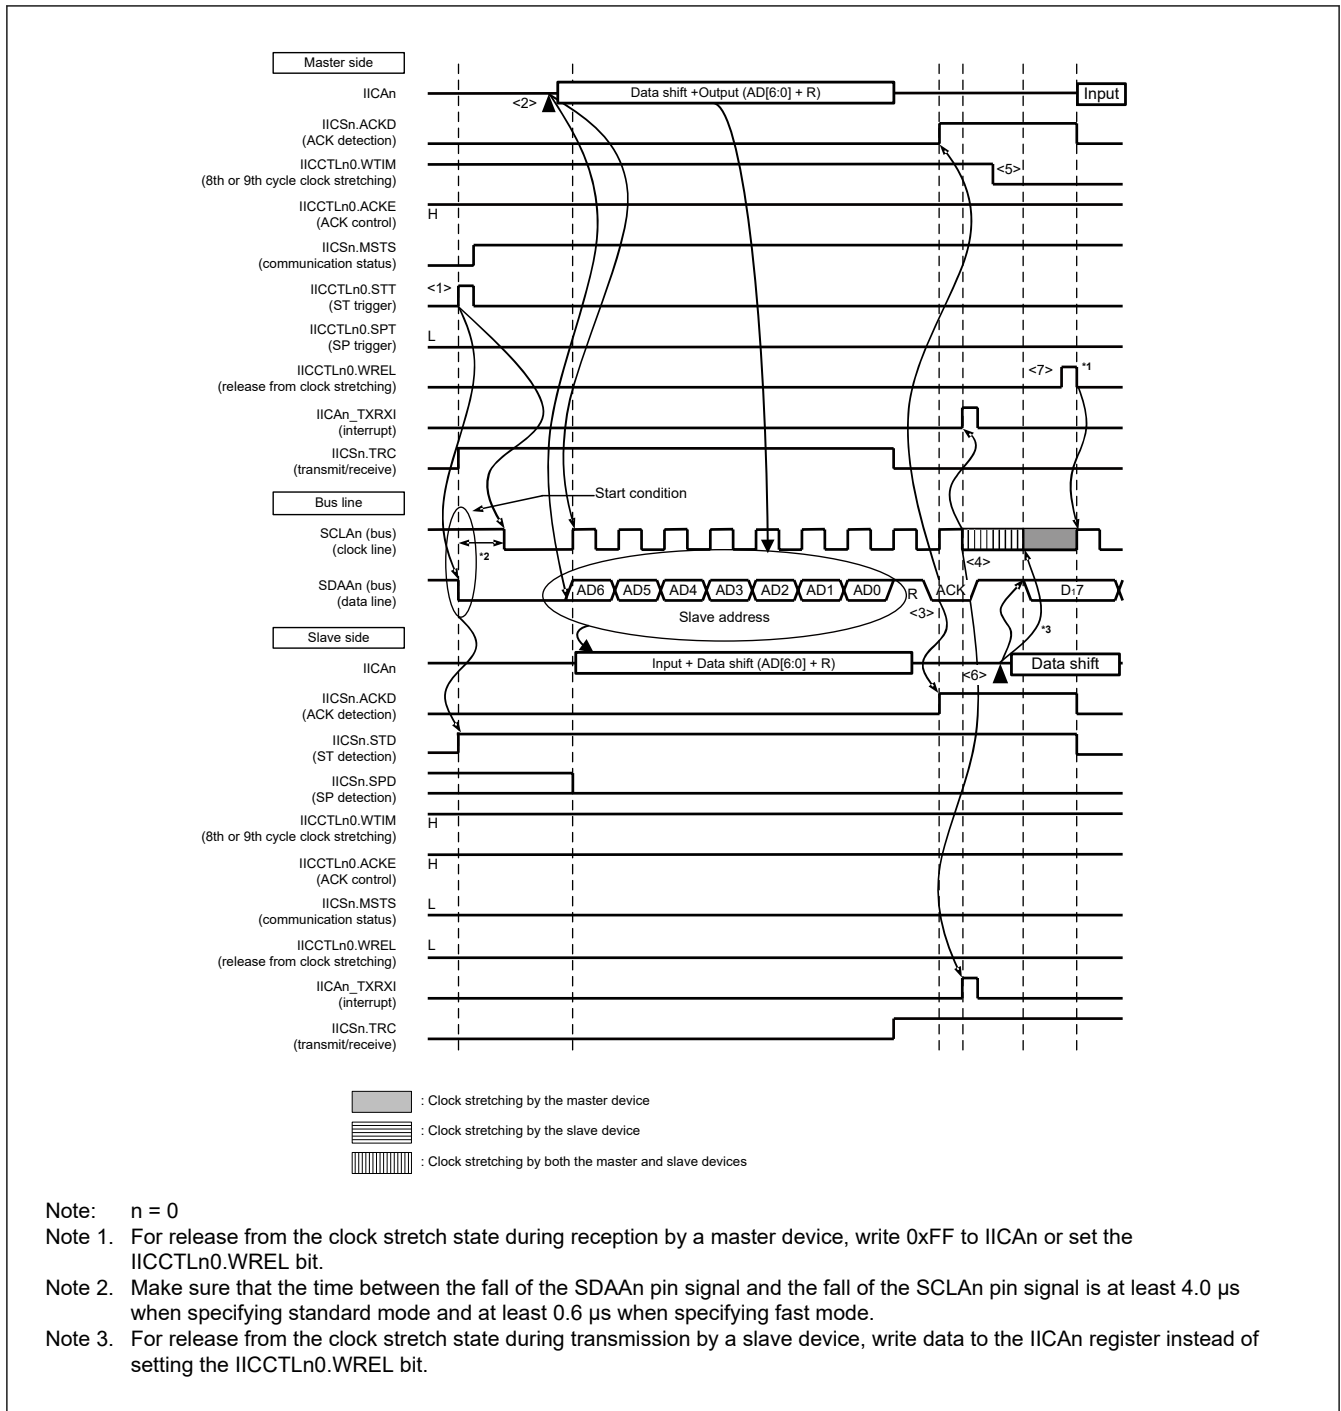 Master side
IICAn
<2>
Data shift +Output (AD[6:0] + R)
Input
IICSn.ACKD
(ACK detection)
IICCTLn0.WTIM
(8th or 9th cycle clock stretching)
<5>
IICCTLn0.ACKE
(ACK control)
H
IICSn.MSTS
(communication status)
IICCTLn0.STT
(ST trigger)
<1>
IICCTLn0.SPT
(SP trigger)
L
IICCTLn0.WREL
(release from clock stretching)
<7>
*1
IICAn_TXRXI
(interrupt)
IICSn.TRC
(transmit/receive)
Bus line
Start condition
SCLAn (bus)
(clock line)
*2
<4>
SDAAn (bus)
(data line)
AD6 AD5 AD4 AD3 AD2 AD1 AD0 R ACK D17
<3>
Slave address
*3
Slave side
IICAn
Input + Data shift (AD[6:0] + R)
<6>
Data shift
IICSn.ACKD
(ACK detection)
IICSn.STD
(ST detection)
IICSn.SPD
(SP detection)
IICCTLn0.WTIM
(8th or 9th cycle clock stretching)
H
IICCTLn0.ACKE
(ACK control)
H
IICSn.MSTS
(communication status)
L
IICCTLn0.WREL
(release from clock stretching)
L
IICAn_TXRXI
(interrupt)
IICSn.TRC
(transmit/receive)
: Clock stretching by the master device
: Clock stretching by the slave device
: Clock stretching by both the master and slave devices
Note: n = 0
Note 1. For release from the clock stretch state during reception by a master device, write 0xFF to IICAn or set the
IICCTLn0.WREL bit.
Note 2. Make sure that the time between the fall of the SDAAn pin signal and the fall of the SCLAn pin signal is at least 4.0 µs
when specifying standard mode and at least 0.6 µs when specifying fast mode.
Note 3. For release from the clock stretch state during transmission by a slave device, write data to the IICAn register instead of
setting the IICCTLn0.WREL bit.